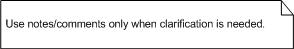 Use notes/comments only when clarification is needed.